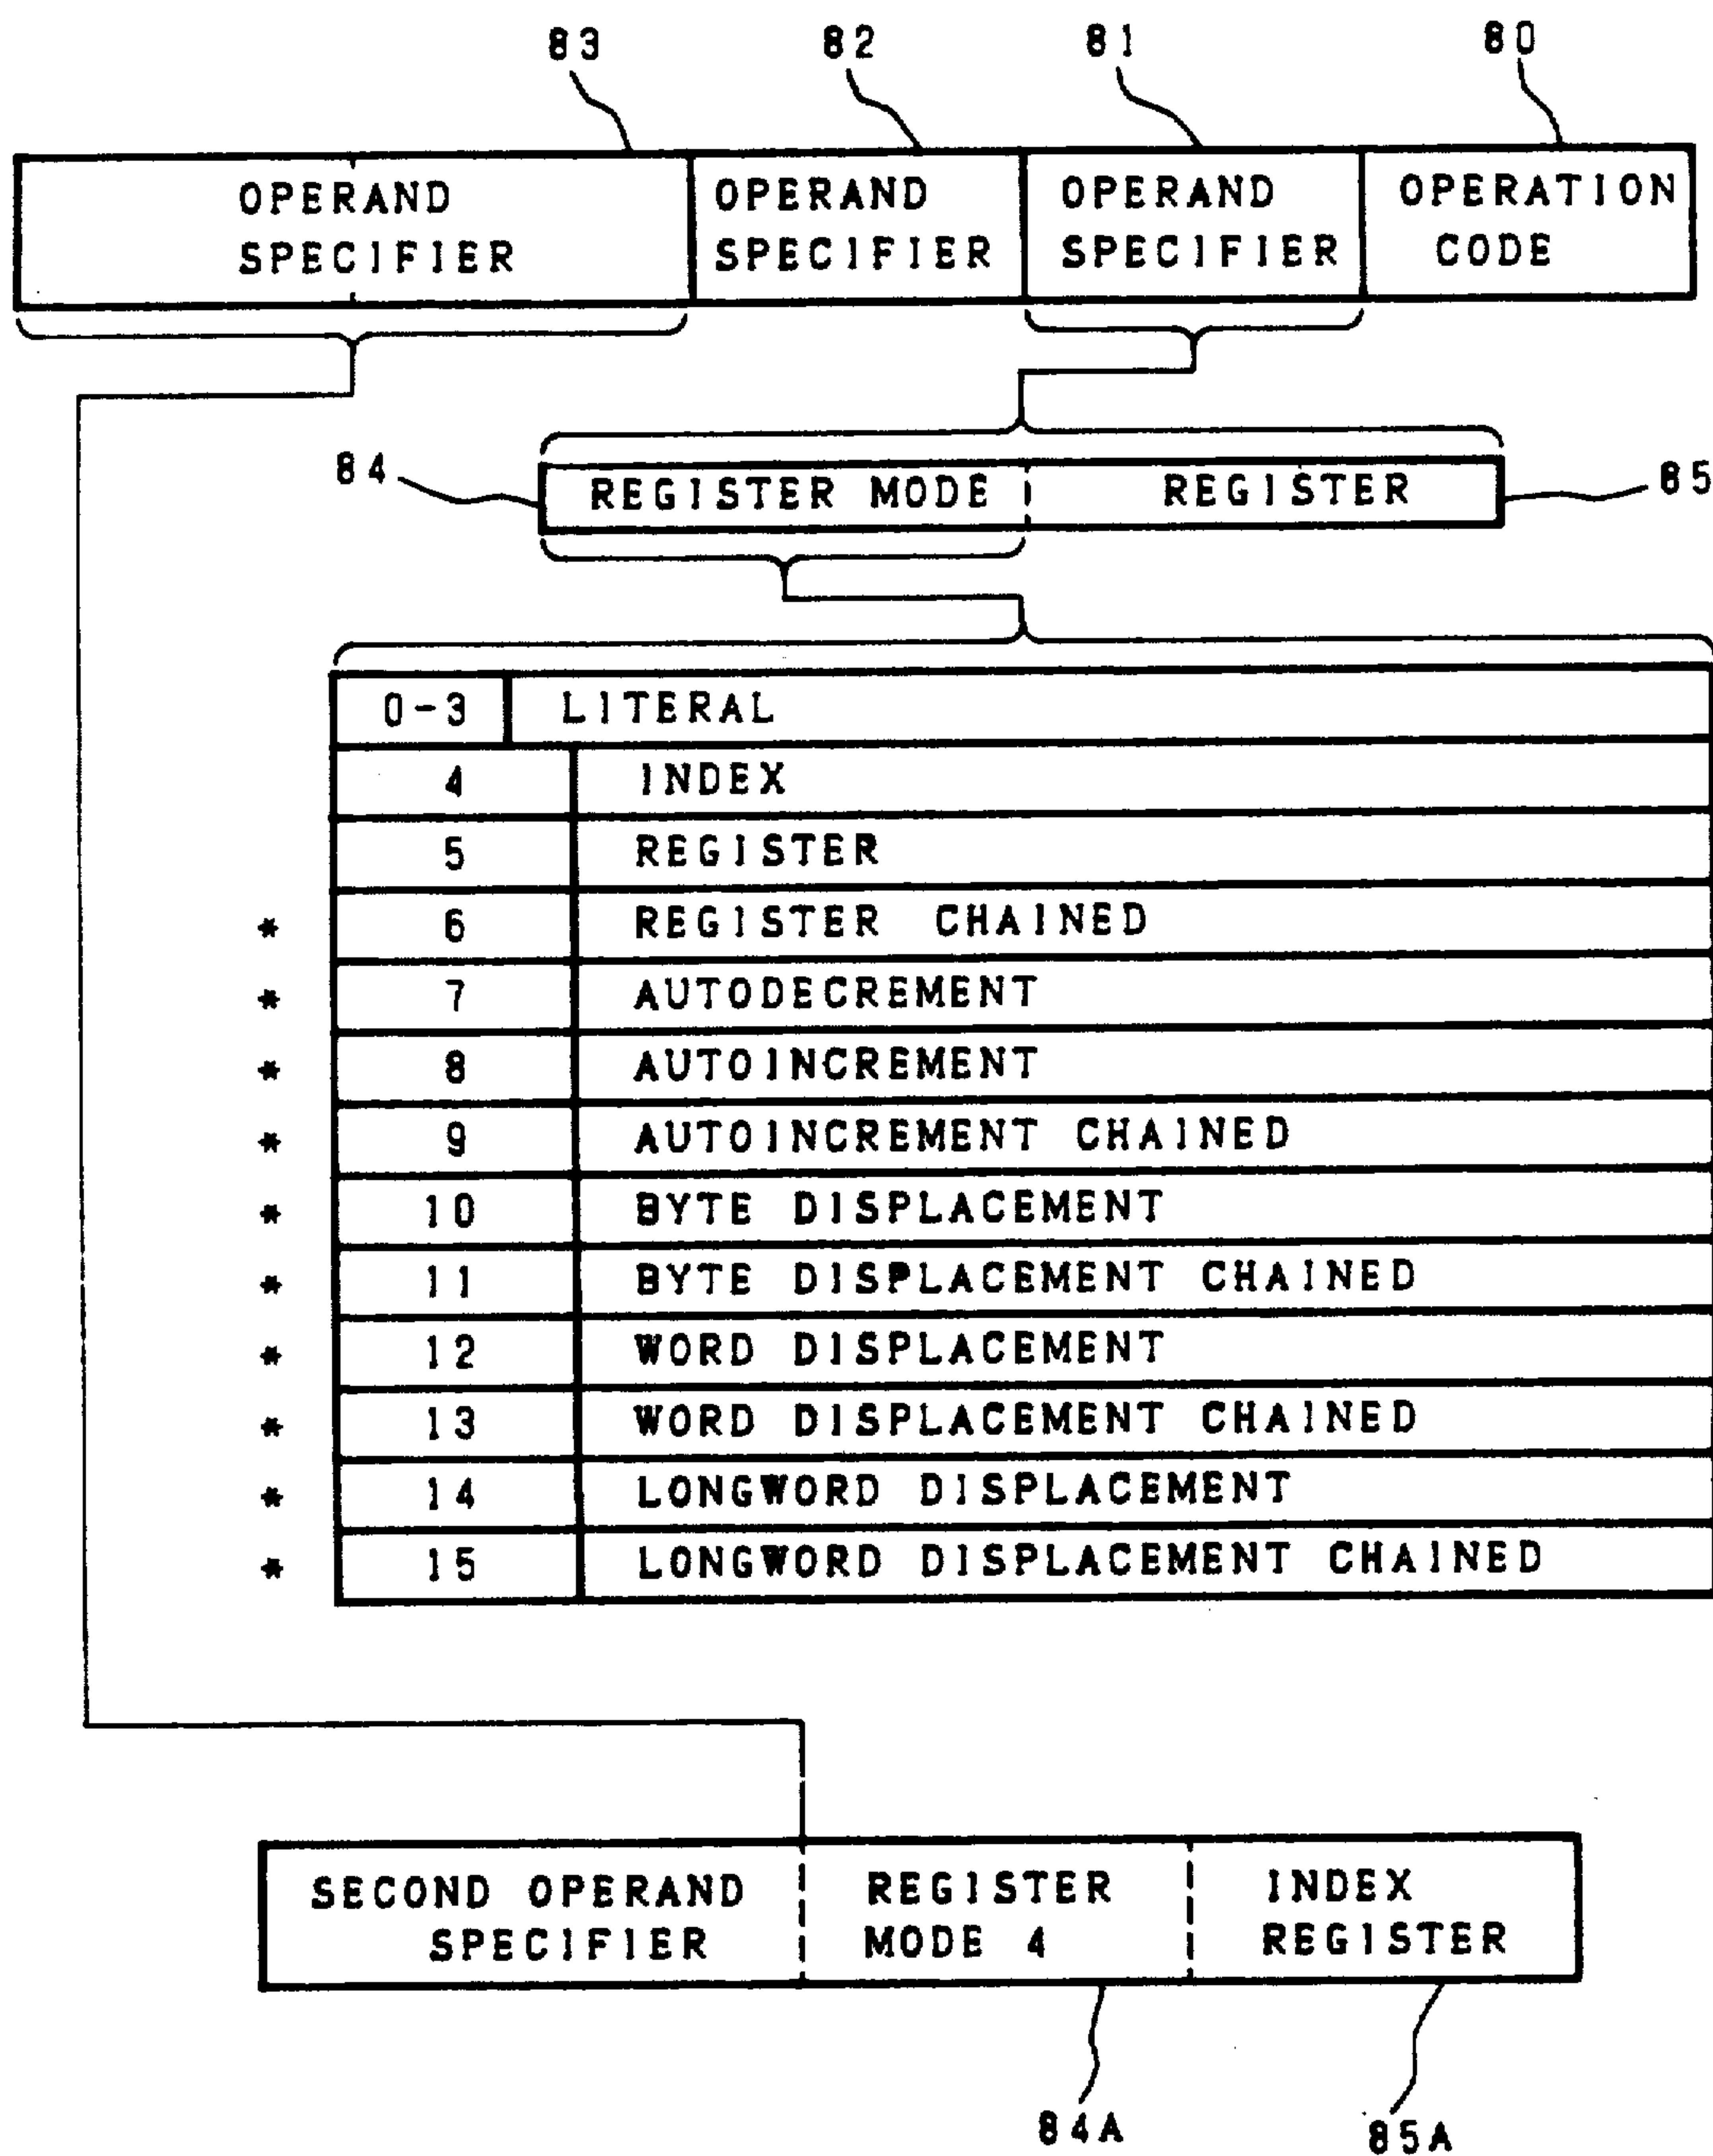 83 82 81 80
OPERAND OPERAND OPERAND OPERATION
SPECIFIER SPECIFIER SPECIFIER CODE
84 REGISTER MODE REGISTER 85
0-3 LITERAL
4 INDEX
5 REGISTER
* 6 REGISTER CHAINED
* 7 AUTODECREMENT
* 8 AUTOINCREMENT
* 9 AUTOINCREMENT CHAINED
* 10 BYTE DISPLACEMENT
* 11 BYTE DISPLACEMENT CHAINED
* 12 WORD DISPLACEMENT
* 13 WORD DISPLACEMENT CHAINED
* 14 LONGWORD DISPLACEMENT
* 15 LONGWORD DISPLACEMENT CHAINED
SECOND OPERAND REGISTER INDEX
SPECIFIER MODE 4 REGISTER
84A 85A